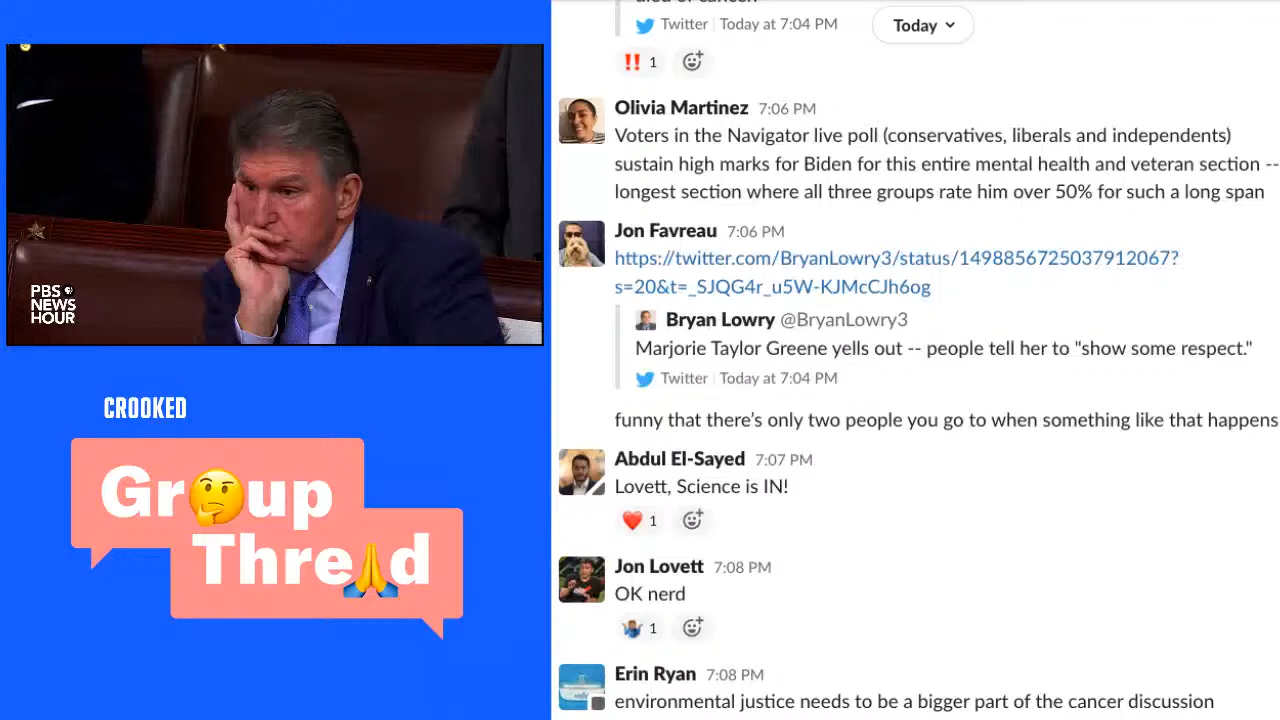 PBS
NEWS
HOUR
CROOKED
Gr🤔up
Thre🙏d
Twitter | Today at 7:04 PM
Today
‼️ 1
Olivia Martinez 7:06 PM
Voters in the Navigator live poll (conservatives, liberals and independents)
sustain high marks for Biden for this entire mental health and veteran section --
longest section where all three groups rate him over 50% for such a long span
Jon Favreau 7:06 PM
https://twitter.com/BryanLowry3/status/1498856725037912067?
s=20&t=_SJQG4r_u5W-KJMcCJh6og
Bryan Lowry @BryanLowry3
Marjorie Taylor Greene yells out -- people tell her to "show some respect."
Twitter | Today at 7:04 PM
funny that there's only two people you go to when something like that happens
Abdul El-Sayed 7:07 PM
Lovett, Science is IN!
❤️ 1
Jon Lovett 7:08 PM
OK nerd
🤷🏽‍♂️ 1
Erin Ryan 7:08 PM
environmental justice needs to be a bigger part of the cancer discussion